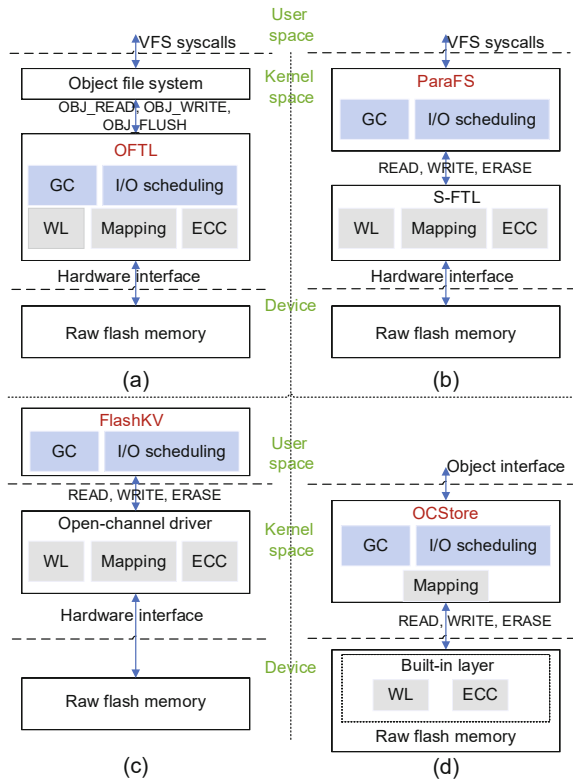 User
space
VFS syscalls
Object file system
OBJ_READ, OBJ_WRITE,
OBJ_FLUSH
OFTL
GC
I/O scheduling
WL
Mapping
ECC
Hardware interface
Raw flash memory
(a)
Kernel
space
Device
VFS syscalls
ParaFS
GC
I/O scheduling
READ, WRITE, ERASE
S-FTL
WL
Mapping
ECC
Hardware interface
Raw flash memory
(b)
FlashKV
GC
I/O scheduling
READ, WRITE, ERASE
Open-channel driver
WL
Mapping
ECC
Hardware interface
Raw flash memory
(c)
User
space
Kernel
space
Device
Object interface
OCStore
GC
I/O scheduling
Mapping
READ, WRITE, ERASE
Built-in layer
WL
ECC
Raw flash memory
(d)